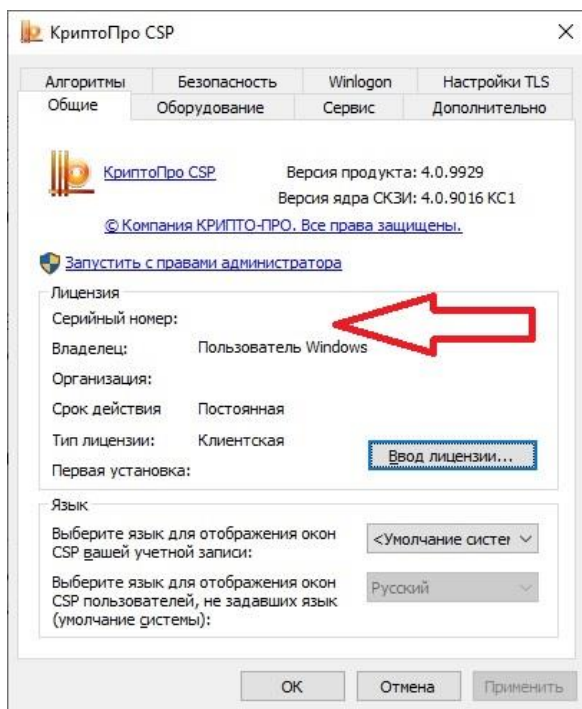 КриптоПро CSP
Алгоритмы Безопасность Winlogon Настройки TLS
Общие Оборудование Сервис Дополнительно
КриптоПро CSP Версия продукта: 4.0.9929
Версия ядра СКЗИ: 4.0.9016 КС1
© Компания КРИПТО-ПРО. Все права защищены.
Запустить с правами администратора
Лицензия
Серийный номер:
Владелец: Пользователь Windows
Организация:
Срок действия Постоянная
Тип лицензии: Клиентская
Ввод лицензии...
Первая установка:
Язык
Выберите язык для отображения окон
CSP вашей учетной записи:
<Умолчание систег
Выберите язык для отображения окон
CSP пользователей, не задавших язык
(умолчание системы):
Русский
ОК Отмена Применить